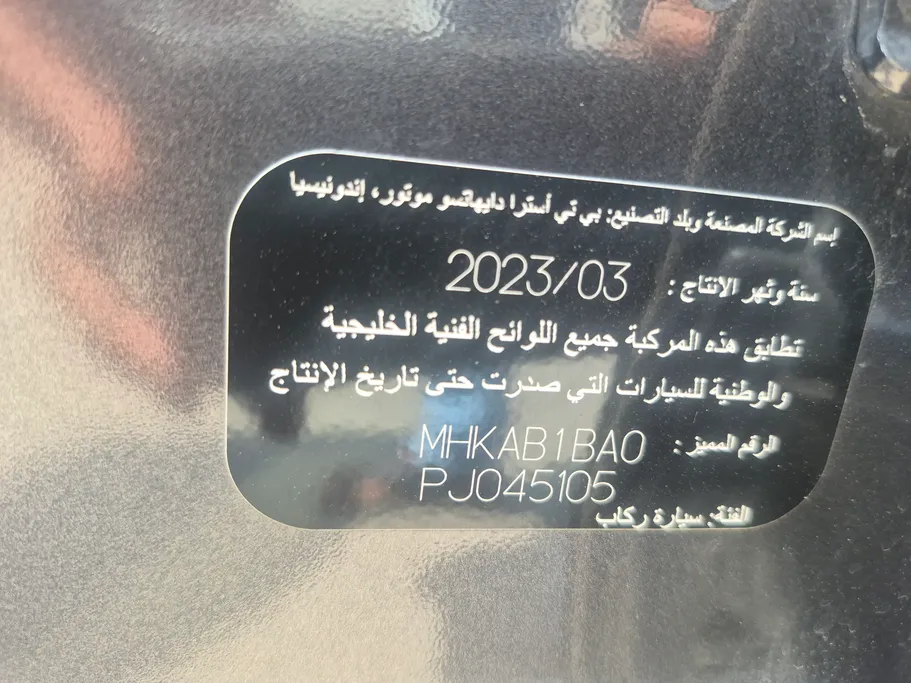 إسم الشركة المصنعة وبلد التصنيع: بي تي أسترا دايهاتسو موتور، إندونيسيا
سنة وشهر الانتاج : 2023/03
تطابق هذه المركبة جميع اللوائح الفنية الخليجية
والوطنية للسيارات التي صدرت حتى تاريخ الإنتاج
الرقم المميز : MHKAB1BA0
PJ045105
الفئة: سيارة ركاب